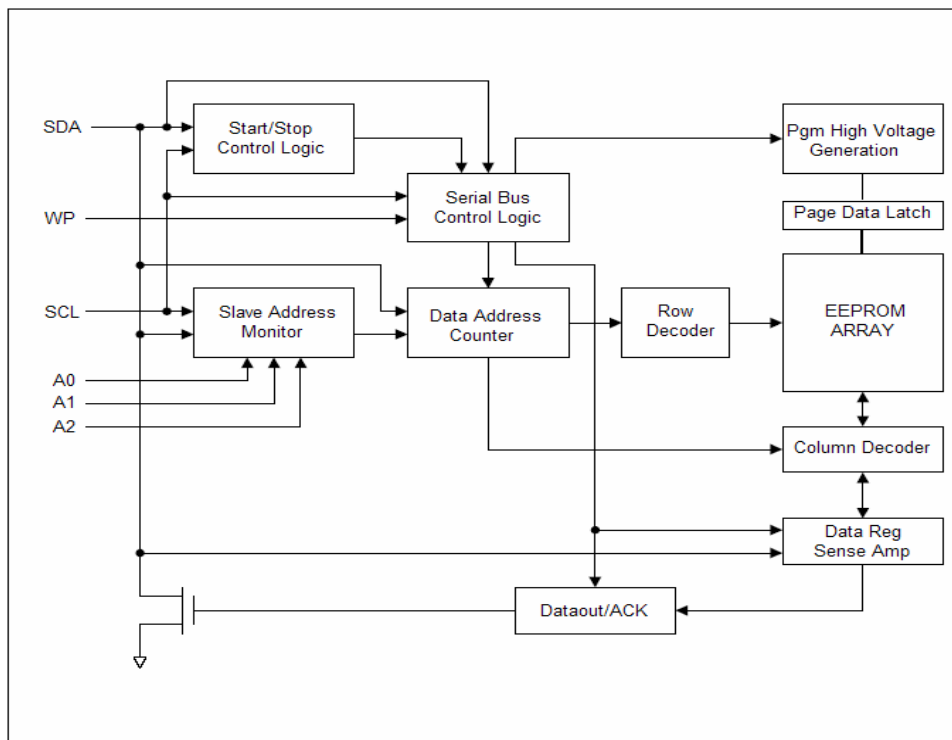 SDA
Start/Stop
Control Logic
Pgm High Voltage
Generation
WP
Serial Bus
Control Logic
Page Data Latch
SCL
Slave Address
Monitor
Data Address
Counter
Row
Decoder
EEPROM
ARRAY
A0
A1
A2
Column Decoder
Data Reg
Sense Amp
Dataout/ACK